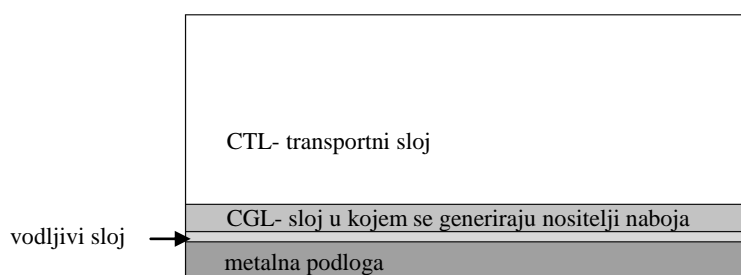 CTL- transportni sloj
CGL- sloj u kojem se generiraju nositelji naboja
vodljivi sloj
metalna podloga